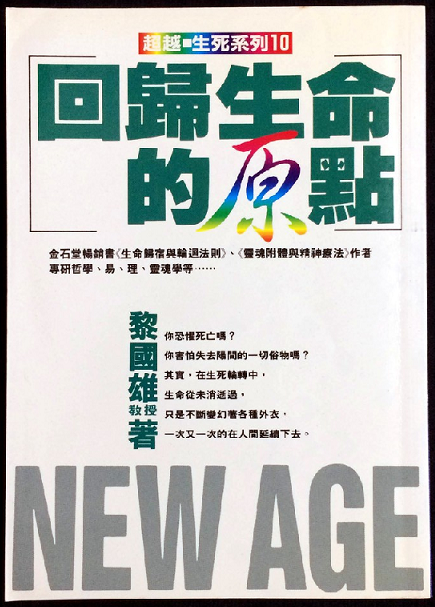 超越■生死系列10
回歸生命
的原點
金石堂暢銷書《生命歸宿與輪迴法則》、《靈魂附體與精神療法》作者
專研哲學、易、理、靈魂學等……
黎國雄教授著
你恐懼死亡嗎？
你害怕失去陽間的一切俗物嗎？
其實，在生死輪轉中，
生命從未消逝過，
只是不斷變幻著各種外衣，
一次又一次的在人間延續下去。
NEW AGE